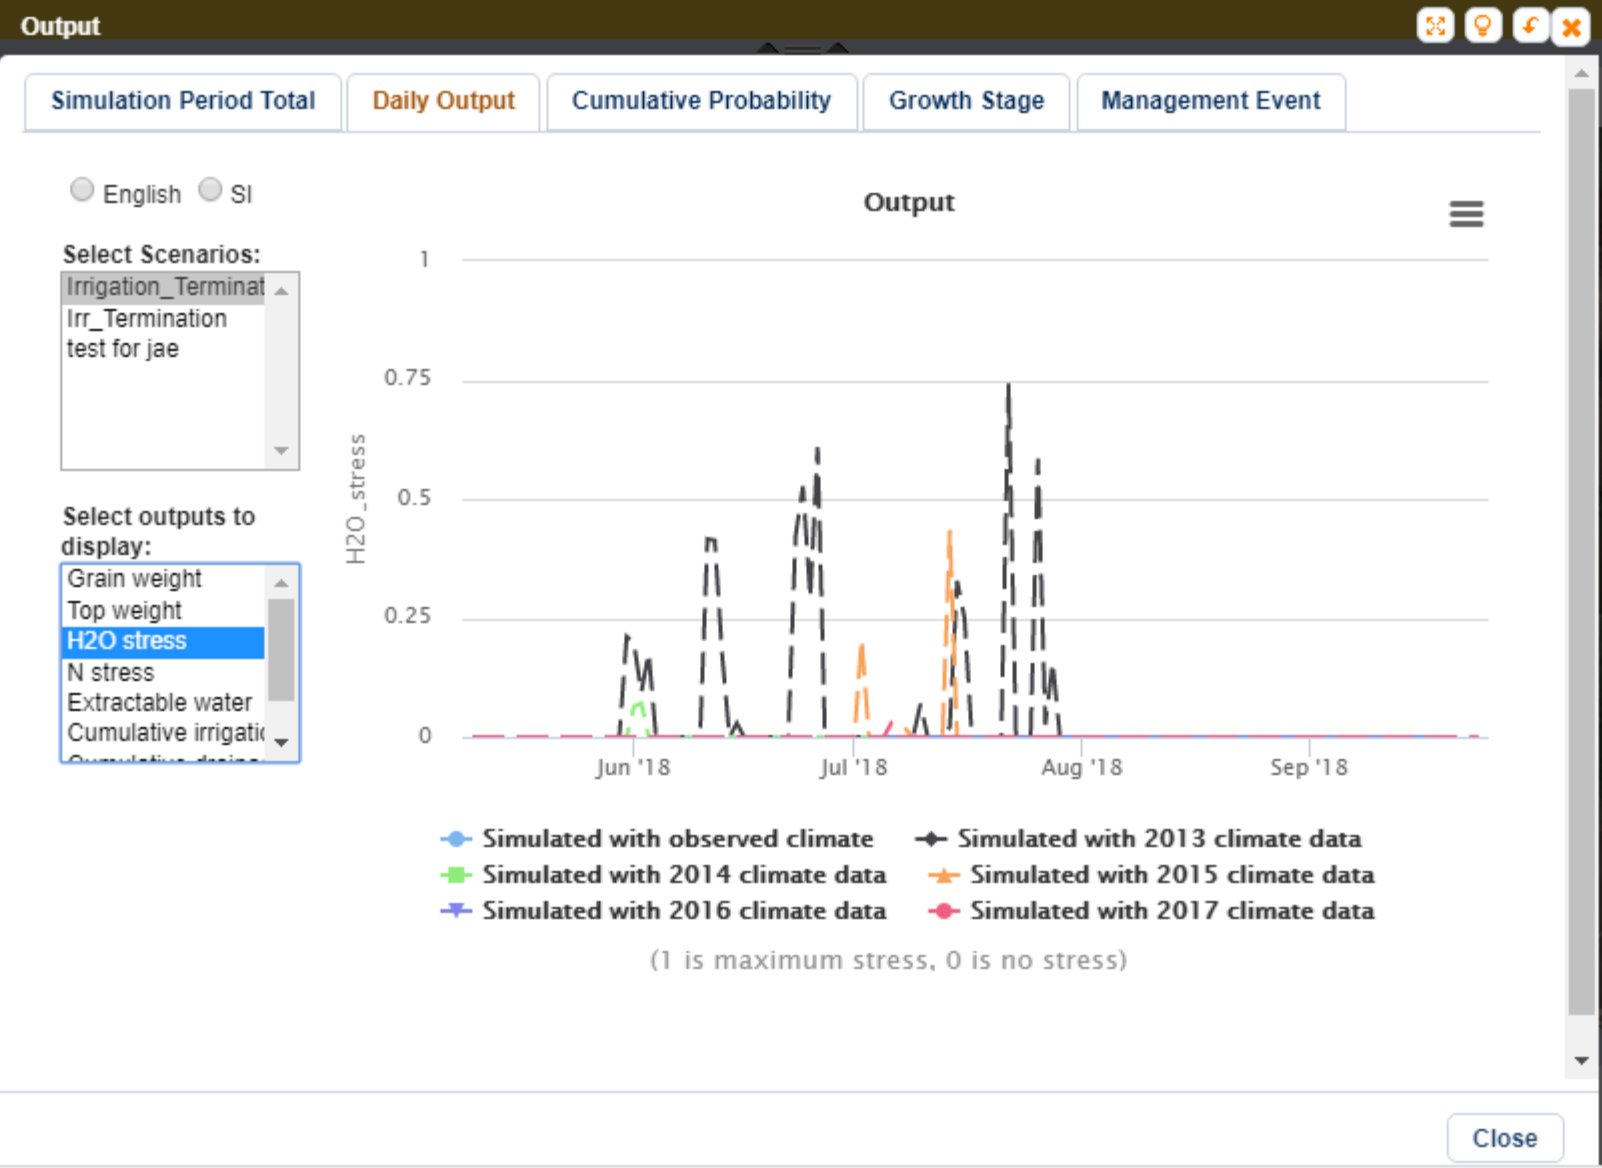 Output
Simulation Period Total
Daily Output
Cumulative Probability
Growth Stage
Management Event
English
SI
Select Scenarios:
Irrigation_Terminat
Irr_Termination
test for jae
Select outputs to
display:
Grain weight
Top weight
H2O stress
N stress
Extractable water
Cumulative irrigatic
Output
1
0.75
0.5
0.25
0
H2O_stress
Jun '18
Jul '18
Aug '18
Sep '18
Simulated with observed climate
Simulated with 2013 climate data
Simulated with 2014 climate data
Simulated with 2015 climate data
Simulated with 2016 climate data
Simulated with 2017 climate data
(1 is maximum stress, 0 is no stress)
Close